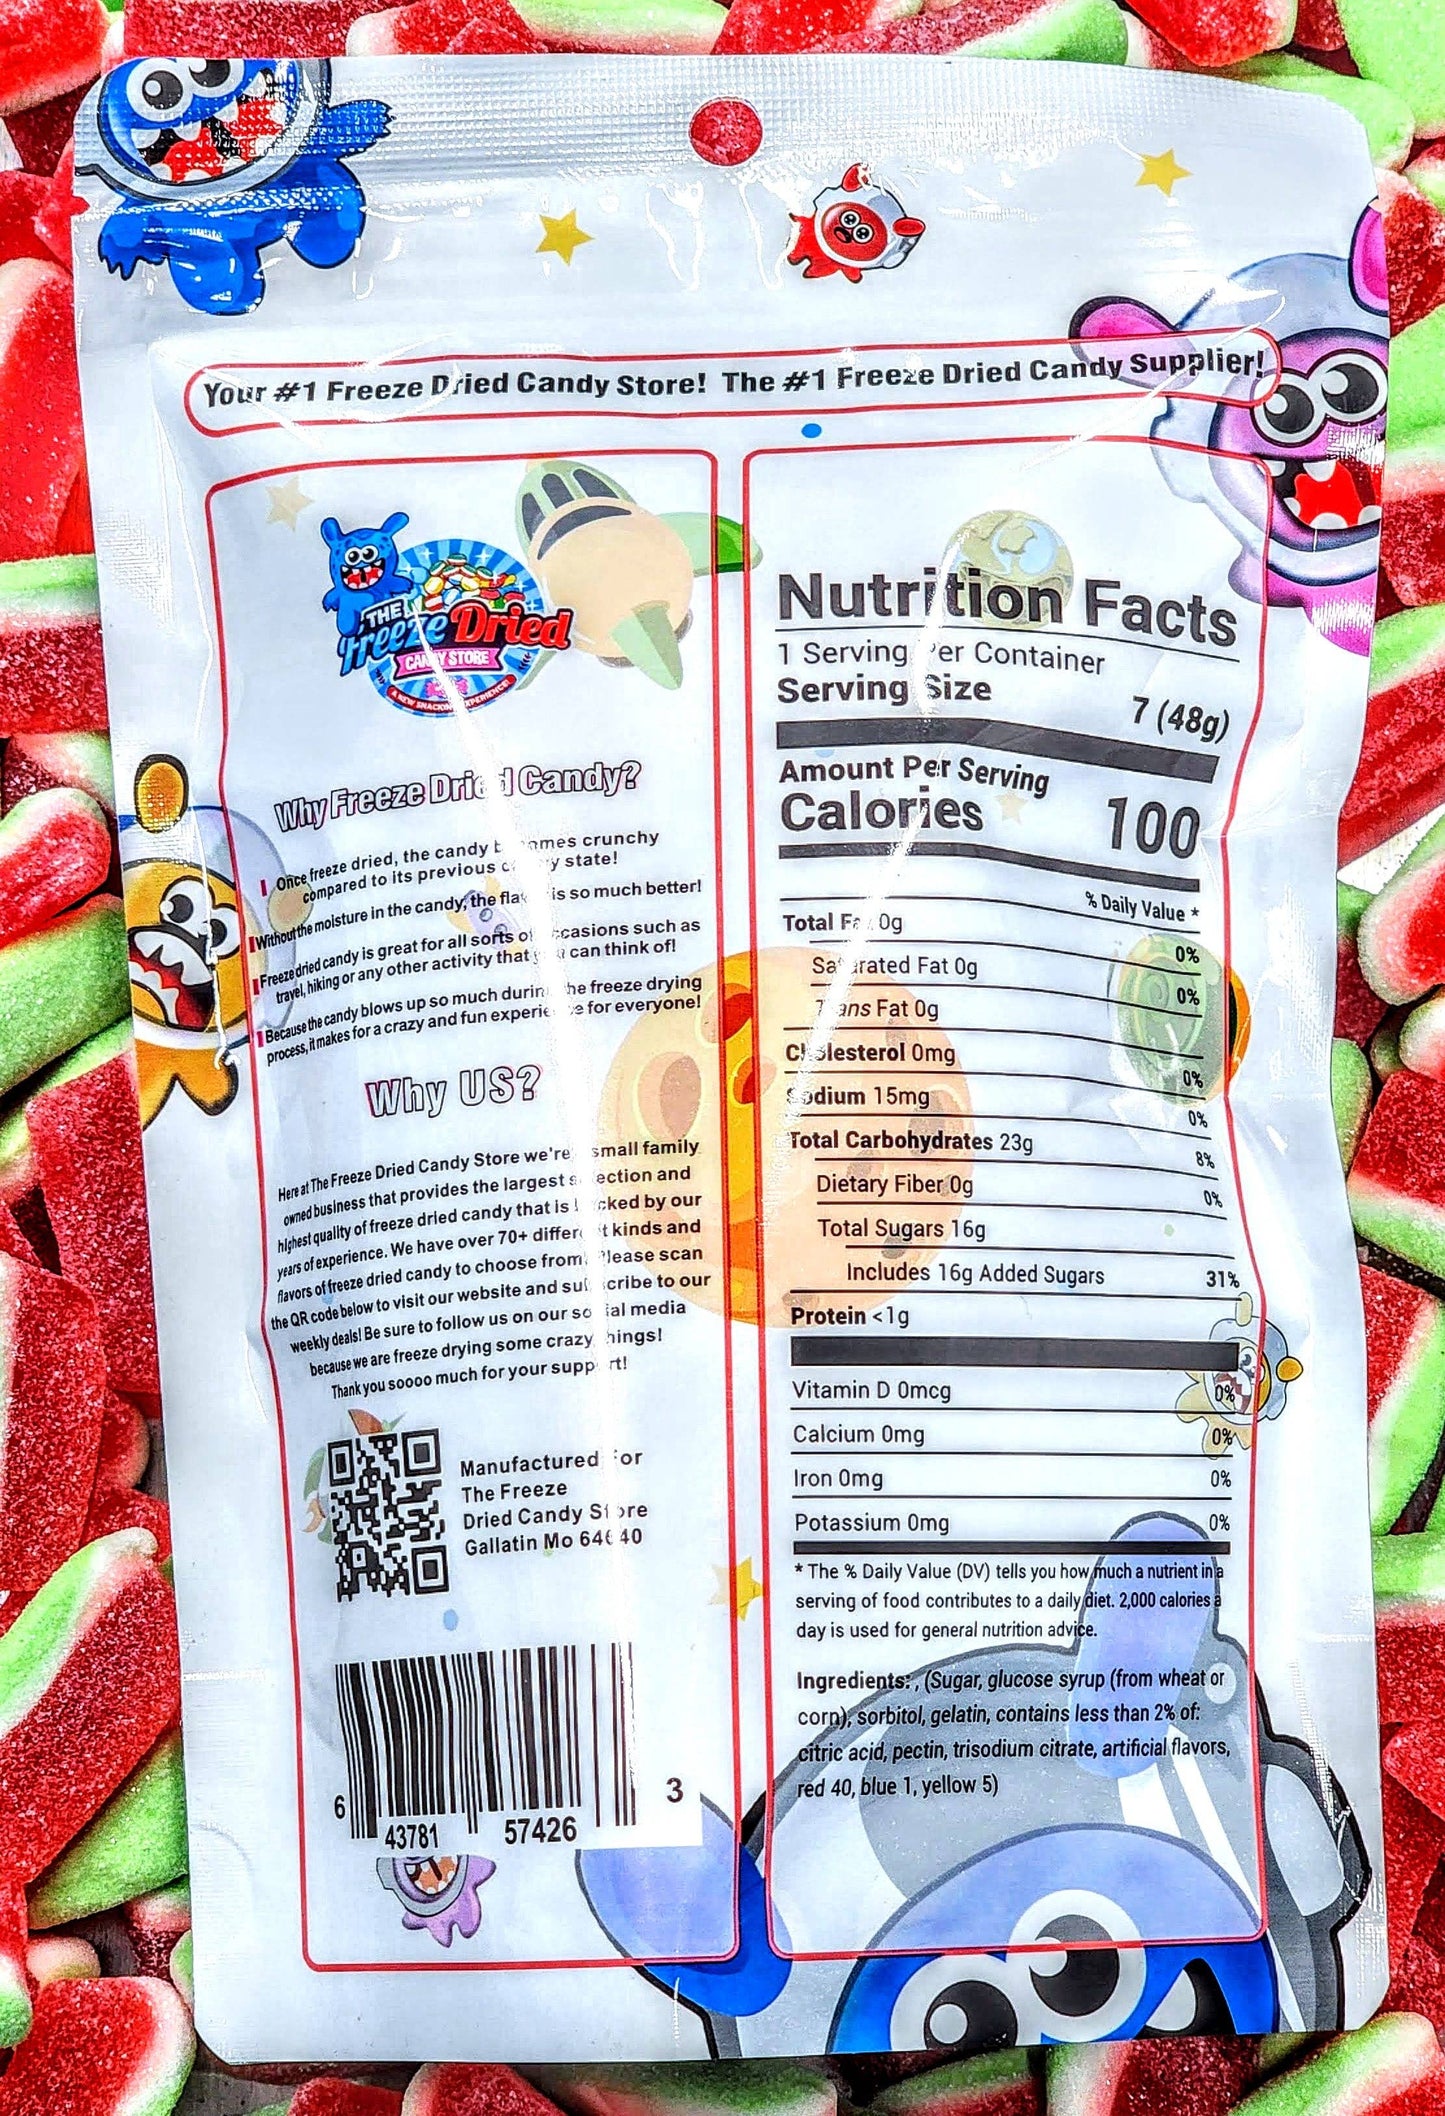 Your #1 Freeze Dried Candy Store! The #1 Freeze Dried Candy Supplier!
THE
Freeze Dried
CANDY STORE
A NEW SNACKING EXPERIENCE!
Why Freeze Dried Candy?
Once freeze dried, the candy becomes crunchy
compared to its previous chewy state!
Without the moisture in the candy, the flavor is so much better!
Freeze dried candy is great for all sorts of occasions such as
travel, hiking or any other activity that you can think of!
Because the candy blows up so much during the freeze drying
process, it makes for a crazy and fun experience for everyone!
Why US?
Here at The Freeze Dried Candy Store we're small family
owned business that provides the largest selection and
highest quality of freeze dried candy that is backed by our
years of experience. We have over 70+ different kinds and
flavors of freeze dried candy to choose from. Please scan
the QR code below to visit our website and subscribe to our
weekly deals! Be sure to follow us on our social media
because we are freeze drying some crazy things!
Thank you soooo much for your support!
Manufactured For
The Freeze
Dried Candy Store
Gallatin Mo 64640
6 43781 57426 3
Nutrition Facts
1 Serving Per Container
Serving Size 7 (48g)
Amount Per Serving
Calories 100
% Daily Value *
Total Fat 0g 0%
Saturated Fat 0g 0%
Trans Fat 0g
Cholesterol 0mg 0%
Sodium 15mg 0%
Total Carbohydrates 23g 8%
Dietary Fiber 0g 0%
Total Sugars 16g
Includes 16g Added Sugars 31%
Protein <1g
Vitamin D 0mcg 0%
Calcium 0mg 0%
Iron 0mg 0%
Potassium 0mg 0%
* The % Daily Value (DV) tells you how much a nutrient in a
serving of food contributes to a daily diet. 2,000 calories a
day is used for general nutrition advice.
Ingredients: , (Sugar, glucose syrup (from wheat or
corn), sorbitol, gelatin, contains less than 2% of:
citric acid, pectin, trisodium citrate, artificial flavors,
red 40, blue 1, yellow 5)